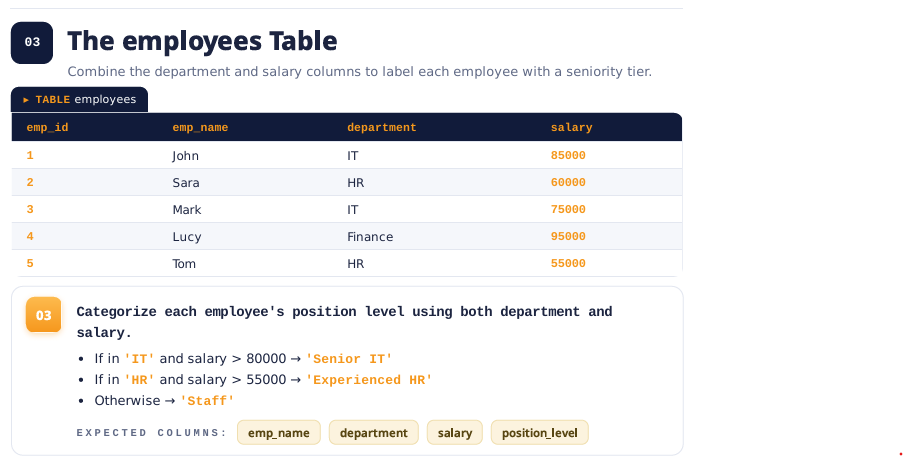 03 The employees Table
Combine the department and salary columns to label each employee with a seniority tier.
▶ TABLE employees
emp_id emp_name department salary
1 John IT 85000
2 Sara HR 60000
3 Mark IT 75000
4 Lucy Finance 95000
5 Tom HR 55000
03 Categorize each employee's position level using both department and
salary.
• If in 'IT' and salary > 80000 → 'Senior IT'
• If in 'HR' and salary > 55000 → 'Experienced HR'
• Otherwise → 'Staff'
EXPECTED COLUMNS: emp_name department salary position_level